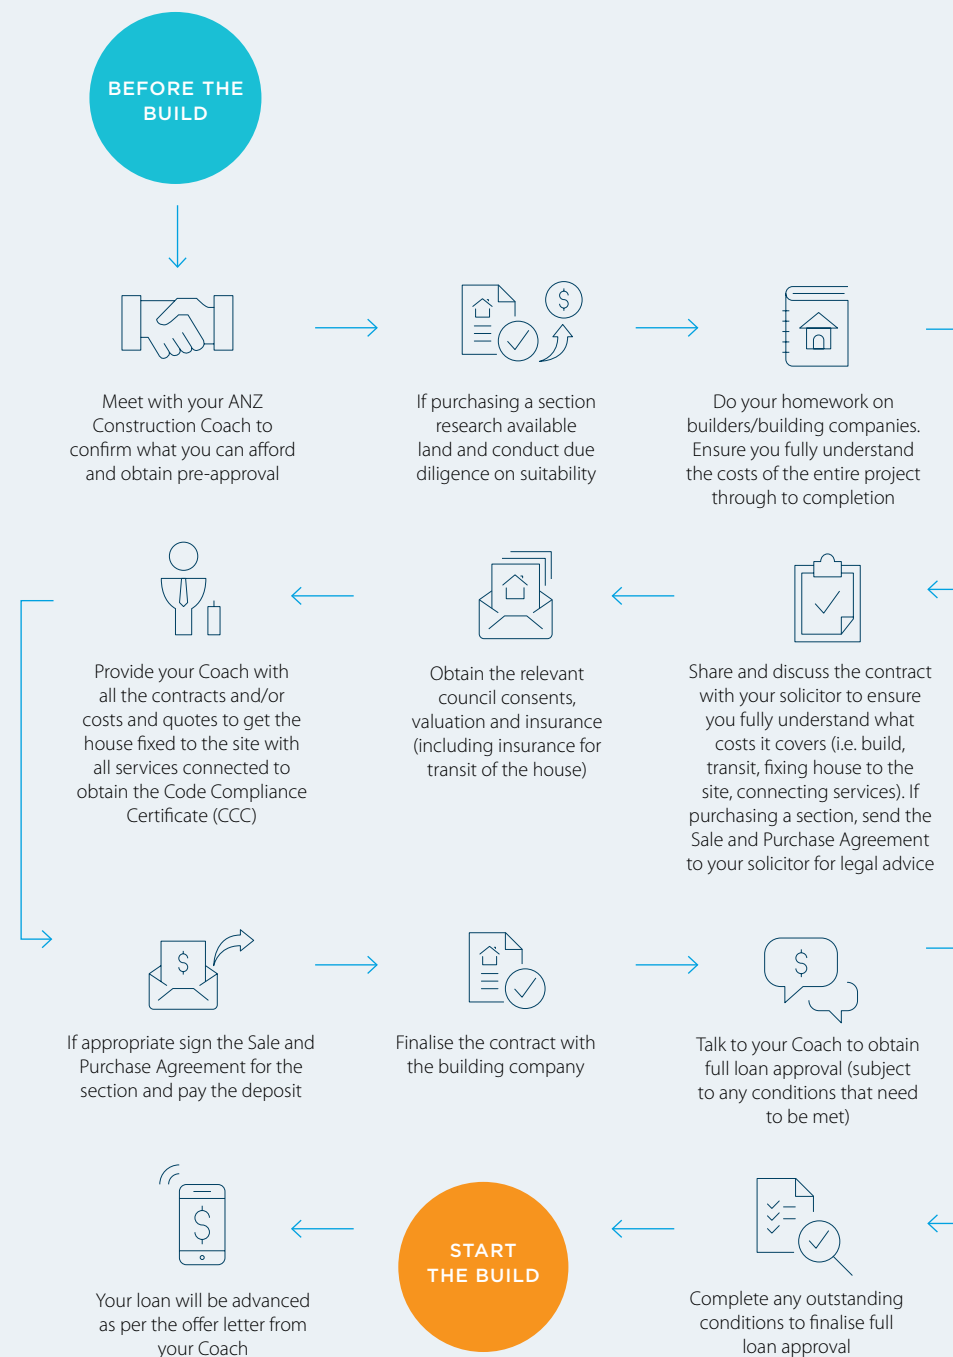 BEFORE THE
BUILD
Meet with your ANZ
Construction Coach to
confirm what you can afford
and obtain pre-approval
If purchasing a section
research available
land and conduct due
diligence on suitability
Do your homework on
builders/building companies.
Ensure you fully understand
the costs of the entire project
through to completion
Share and discuss the contract
with your solicitor to ensure
you fully understand what
costs it covers (i.e. build,
transit, fixing house to the
site, connecting services). If
purchasing a section, send the
Sale and Purchase Agreement
to your solicitor for legal advice
Obtain the relevant
council consents,
valuation and insurance
(including insurance for
transit of the house)
Provide your Coach with
all the contracts and/or
costs and quotes to get the
house fixed to the site with
all services connected to
obtain the Code Compliance
Certificate (CCC)
$
If appropriate sign the Sale and
Purchase Agreement for the
section and pay the deposit
Finalise the contract with
the building company
$
Talk to your Coach to obtain
full loan approval (subject
to any conditions that need
to be met)
Complete any outstanding
conditions to finalise full
loan approval
START
THE BUILD
$
Your loan will be advanced
as per the offer letter from
your Coach
$